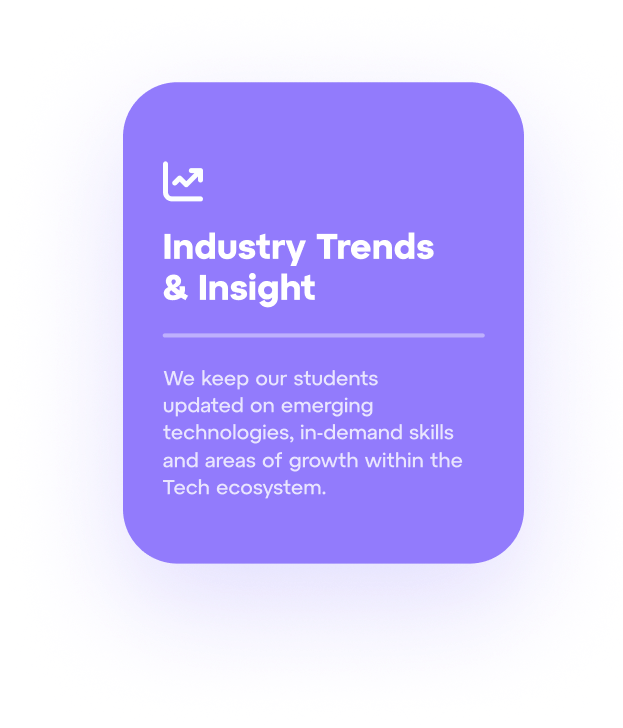 Industry Trends
& Insight
We keep our students
updated on emerging
technologies, in-demand skills
and areas of growth within the
Tech ecosystem.